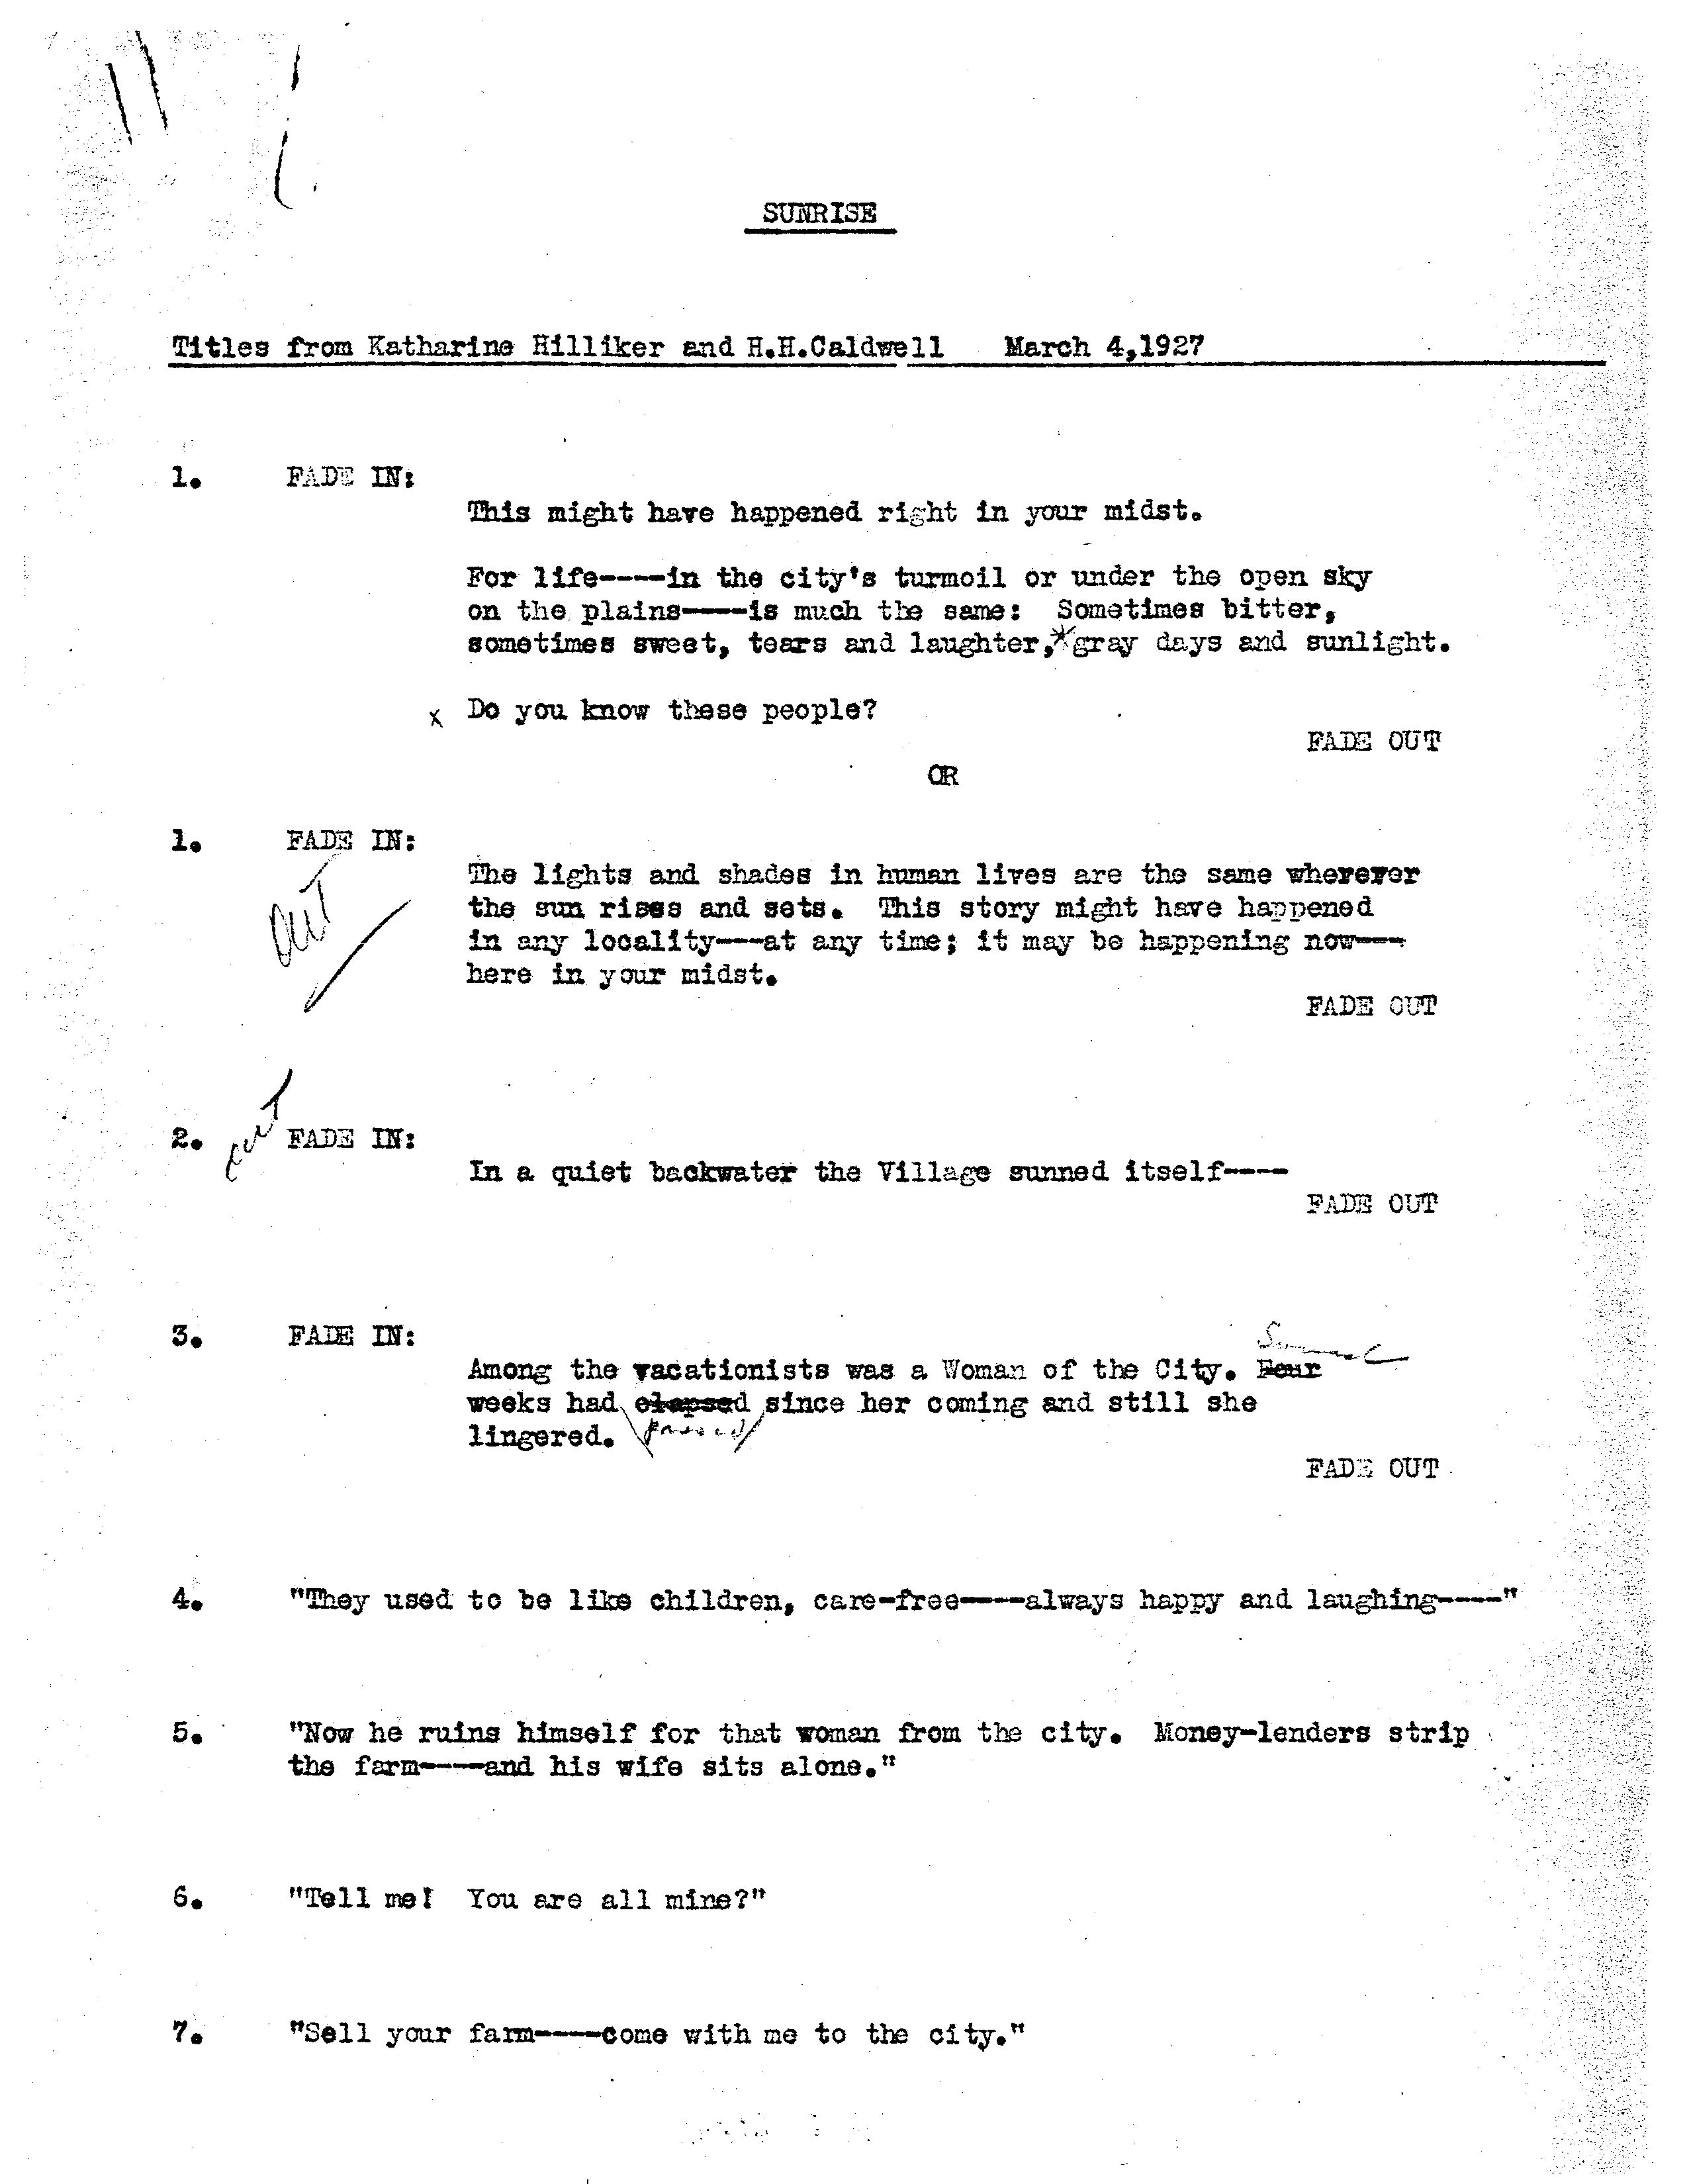 SUNRISE
Titles from Katharine Hilliker and H.H.Caldwell March 4,1927
1. FADE IN:
This might have happened right in your midst.
For life----in the city's turmoil or under the open sky
on the plains----is much the same: Sometimes bitter,
sometimes sweet, tears and laughter,* gray days and sunlight.
x Do you know these people?
FADE OUT
OR
1. FADE IN:
out
The lights and shades in human lives are the same wherever
the sun rises and sets. This story might have happened
in any locality---at any time; it may be happening now---
here in your midst.
FADE OUT
2. out FADE IN:
In a quiet backwater the Village sunned itself----
FADE OUT
3. FADE IN:
Several
Among the vacationists was a Woman of the City. Four
weeks had elapsed since her coming and still she
lingered. passed
FADE OUT
4. "They used to be like children, care-free----always happy and laughing----"
5. "Now he ruins himself for that woman from the city. Money-lenders strip
the farm----and his wife sits alone."
6. "Tell me! You are all mine?"
7. "Sell your farm----come with me to the city."